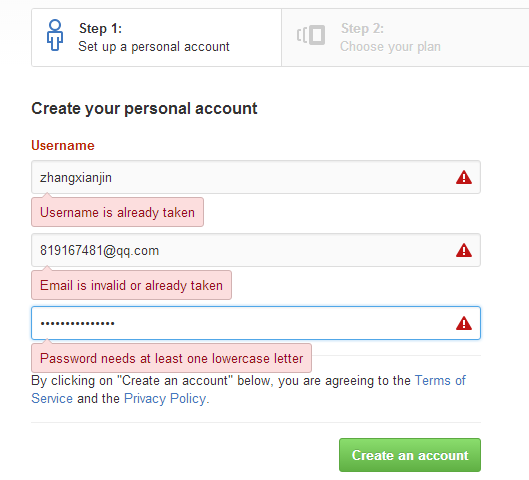 Step 1:
Set up a personal account
Step 2:
Choose your plan
Create your personal account
Username
zhangxianjin
Username is already taken
819167481@qq.com
Email is invalid or already taken
•••••••••••••••
Password needs at least one lowercase letter
By clicking on "Create an account" below, you are agreeing to the Terms of
Service and the Privacy Policy.
Create an account